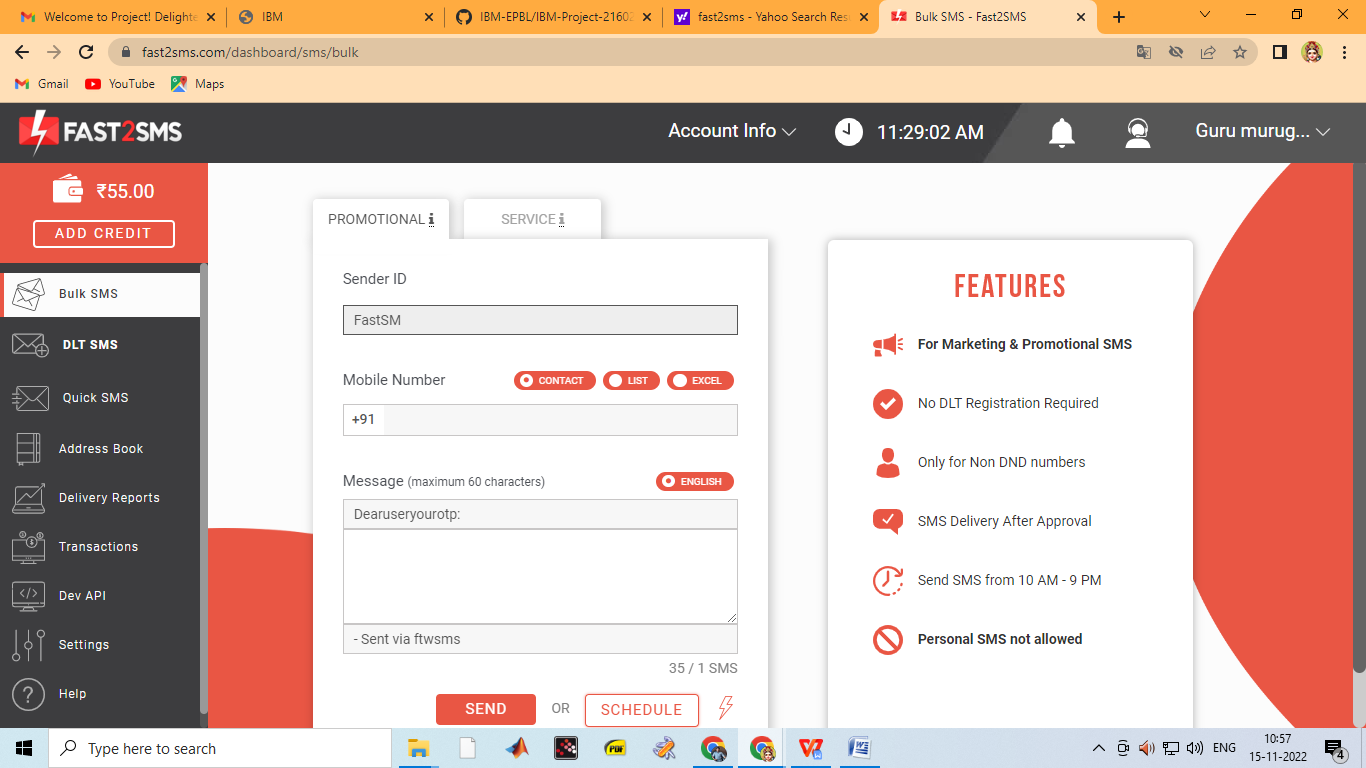 Welcome to Project! Delighte
IBM
IBM-EPBL/IBM-Project-21602
fast2sms - Yahoo Search Res
Bulk SMS - Fast2SMS
fast2sms.com/dashboard/sms/bulk
Gmail
YouTube
Maps
FAST2SMS
Account Info
11:29:02 AM
Guru murug...
₹55.00
ADD CREDIT
Bulk SMS
DLT SMS
Quick SMS
Address Book
Delivery Reports
Transactions
Dev API
Settings
Help
PROMOTIONAL
SERVICE
Sender ID
FastSM
Mobile Number
CONTACT
LIST
EXCEL
+91
Message (maximum 60 characters)
ENGLISH
Dearuseryourotp:
- Sent via ftwsms
35 / 1 SMS
SEND
OR
SCHEDULE
FEATURES
For Marketing & Promotional SMS
No DLT Registration Required
Only for Non DND numbers
SMS Delivery After Approval
Send SMS from 10 AM - 9 PM
Personal SMS not allowed
Type here to search
PDF
ENG
10:57
15-11-2022
4